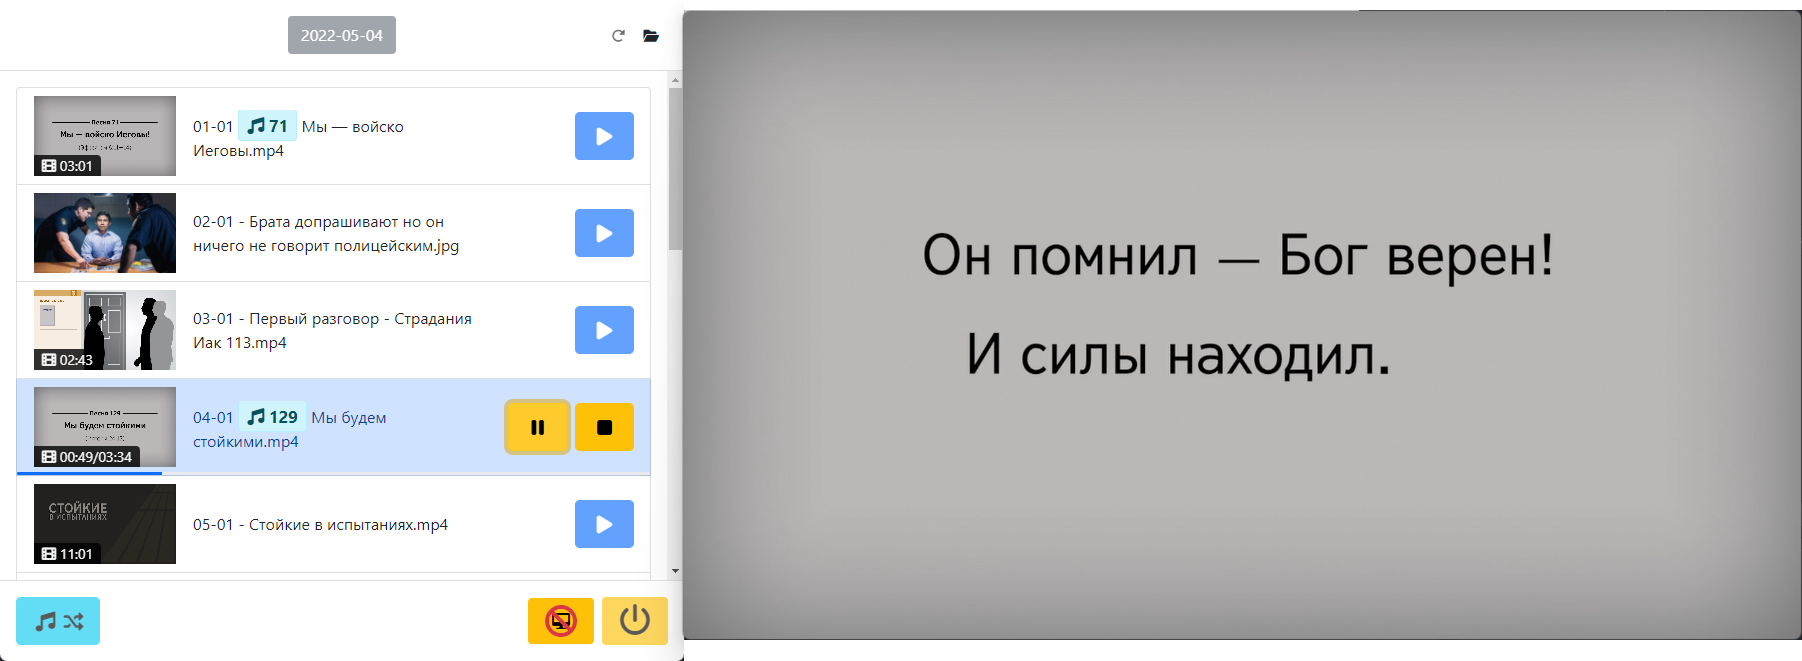 2022-05-04
Песня 71
Мы — войско Иеговы!
03:01
01-01 71 Мы — войско
Иеговы.mp4
02-01 - Брата допрашивают но он
ничего не говорит полицейским.jpg
02:43
03-01 - Первый разговор - Страдания
Иак 113.mp4
Песня 129
Мы будем стойкими
00:49/03:34
04-01 129 Мы будем
стойкими.mp4
СТОЙКИЕ
В ИСПЫТАНИЯХ
11:01
05-01 - Стойкие в испытаниях.mp4
Он помнил — Бог верен!
И силы находил.